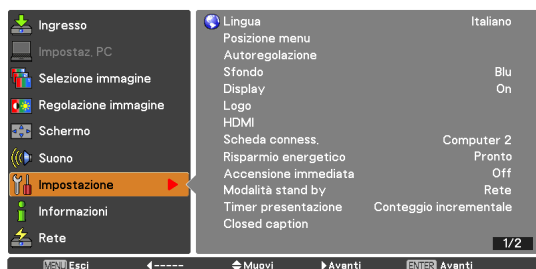 Ingresso
Impostaz. PC
Selezione immagine
Regolazione immagine
Schermo
Suono
Impostazione
Informazioni
Rete
Lingua Italiano
Posizione menu
Autoregolazione
Sfondo Blu
Display On
Logo
HDMI
Scheda conness. Computer 2
Risparmio energetico Pronto
Accensione immediata Off
Modalità stand by Rete
Timer presentazione Conteggio incrementale
Closed caption
1/2
MENU Esci ----- Muovi Avanti ENTER Avanti